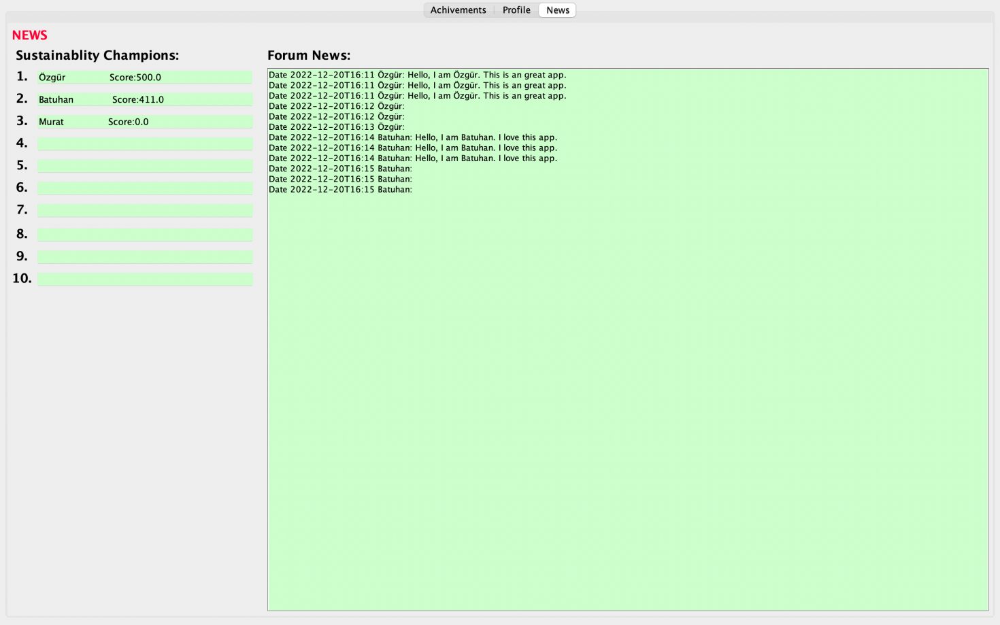 Achivements Profile News
NEWS
Sustainablity Champions:
1. Özgür Score:500.0
2. Batuhan Score:411.0
3. Murat Score:0.0
4.
5.
6.
7.
8.
9.
10.
Forum News:
Date 2022-12-20T16:11 Özgür: Hello, I am Özgür. This is an great app.
Date 2022-12-20T16:11 Özgür: Hello, I am Özgür. This is an great app.
Date 2022-12-20T16:11 Özgür: Hello, I am Özgür. This is an great app.
Date 2022-12-20T16:12 Özgür:
Date 2022-12-20T16:12 Özgür:
Date 2022-12-20T16:13 Özgür:
Date 2022-12-20T16:14 Batuhan: Hello, I am Batuhan. I love this app.
Date 2022-12-20T16:14 Batuhan: Hello, I am Batuhan. I love this app.
Date 2022-12-20T16:14 Batuhan: Hello, I am Batuhan. I love this app.
Date 2022-12-20T16:15 Batuhan:
Date 2022-12-20T16:15 Batuhan:
Date 2022-12-20T16:15 Batuhan: